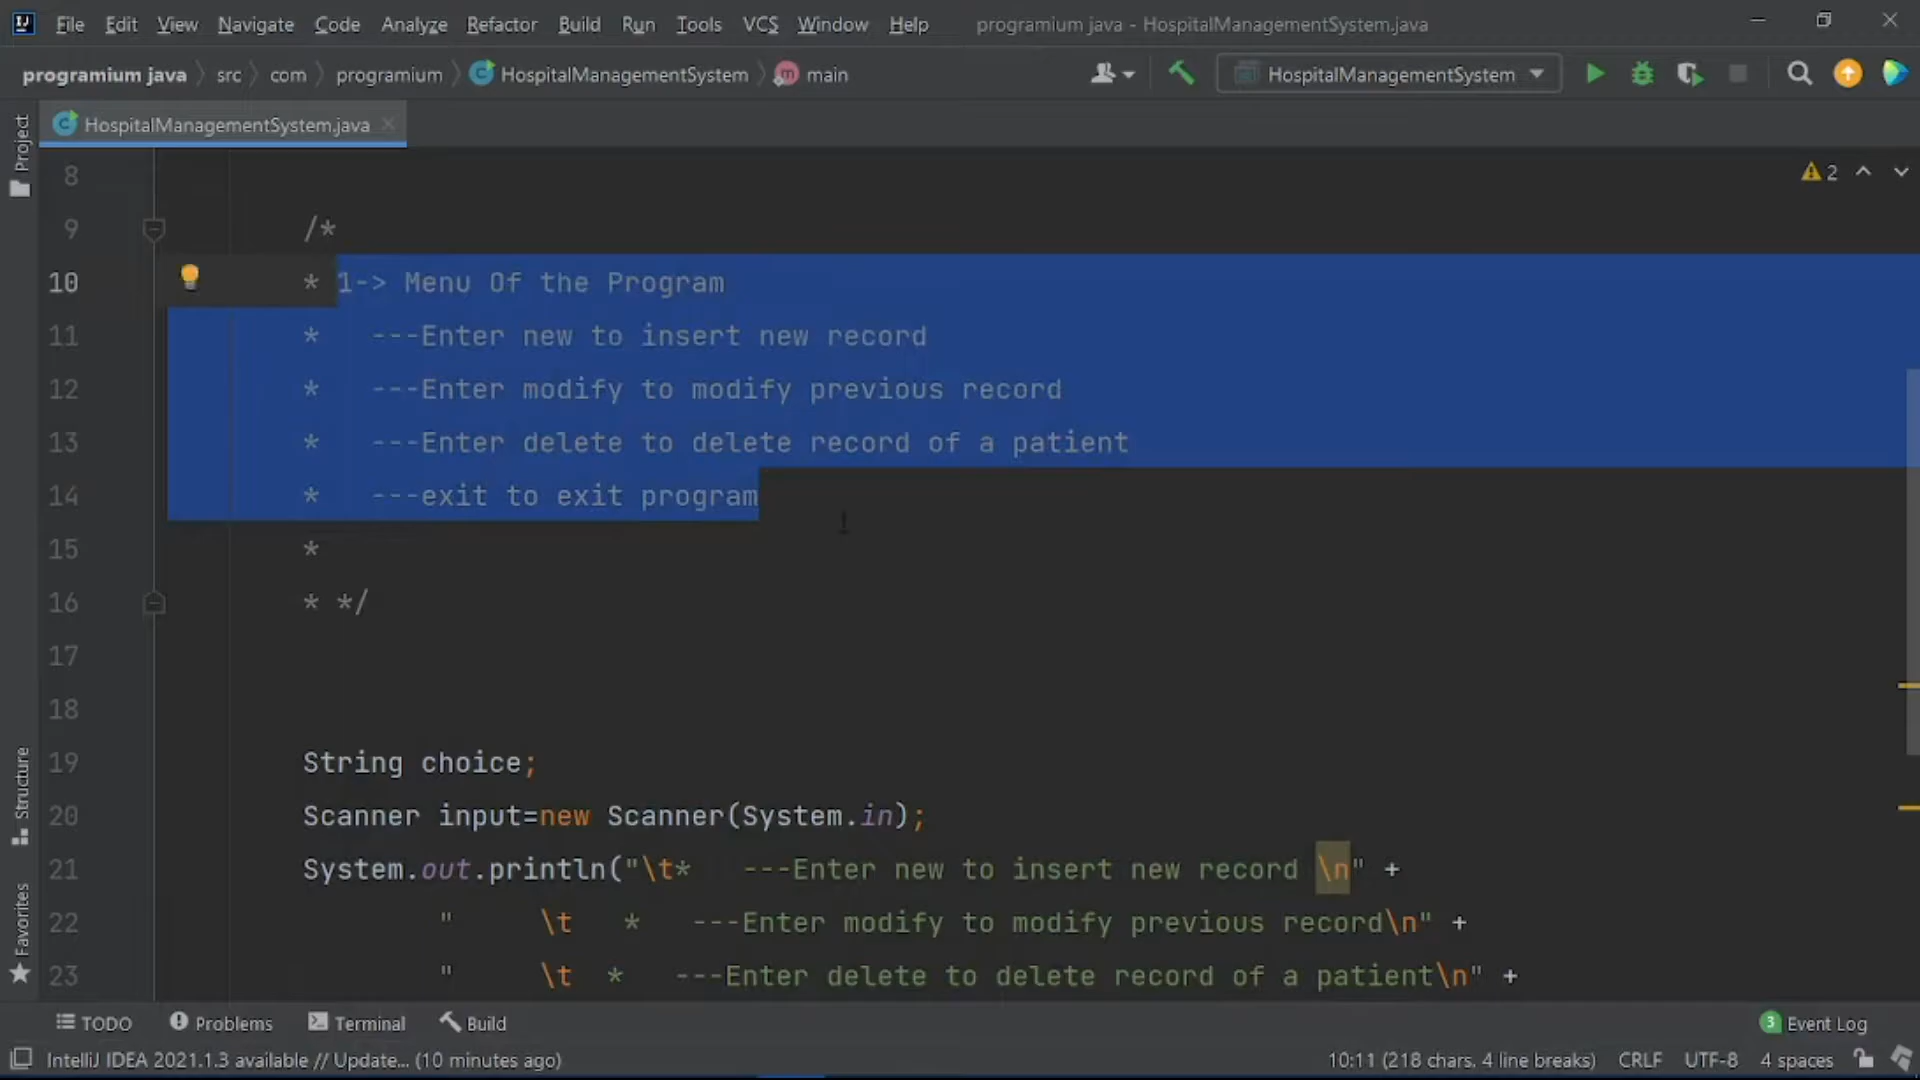 File Edit View Navigate Code Analyze Refactor Build Run Tools VCS Window Help programium java - HospitalManagementSystem.java
programium java src com programium HospitalManagementSystem main HospitalManagementSystem
HospitalManagementSystem.java
Project
Structure
Favorites
2
8
9 /*
10 * 1-> Menu Of the Program
11 * ---Enter new to insert new record
12 * ---Enter modify to modify previous record
13 * ---Enter delete to delete record of a patient
14 * ---exit to exit program
15 *
16 * */
17
18
19 String choice;
20 Scanner input=new Scanner(System.in);
21 System.out.println("\t* ---Enter new to insert new record \n" +
22 " \t * ---Enter modify to modify previous record\n" +
23 " \t * ---Enter delete to delete record of a patient\n" +
TODO Problems Terminal Build 3 Event Log
IntelliJ IDEA 2021.1.3 available // Update... (10 minutes ago) 10:11 (218 chars, 4 line breaks) CRLF UTF-8 4 spaces